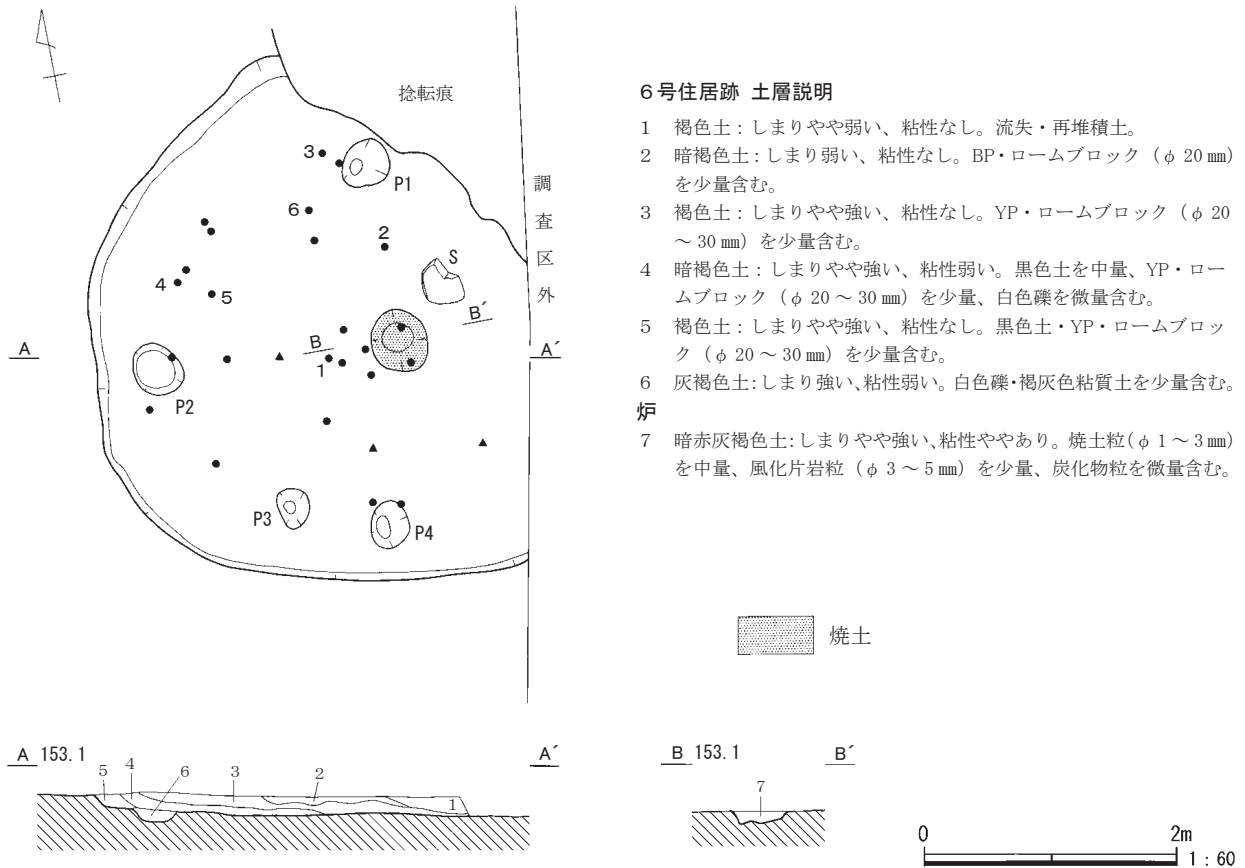 捻転痕
調査区外
3
P1
6
2
S
4
5
B´
B
A
A´
1
P2
P3
P4
6号住居跡 土層説明
1 褐色土：しまりやや弱い、粘性なし。流失・再堆積土。
2 暗褐色土：しまり弱い、粘性なし。BP・ロームブロック（φ 20 ㎜）
を少量含む。
3 褐色土：しまりやや強い、粘性なし。YP・ロームブロック（φ 20
～ 30 ㎜）を少量含む。
4 暗褐色土：しまりやや強い、粘性弱い。黒色土を中量、YP・ロー
ムブロック（φ 20 ～ 30 ㎜）を少量、白色礫を微量含む。
5 褐色土：しまりやや強い、粘性なし。黒色土・YP・ロームブロッ
ク（φ 20 ～ 30 ㎜）を少量含む。
6 灰褐色土：しまり強い、粘性弱い。白色礫・褐灰色粘質土を少量含む。
炉
7 暗赤灰褐色土：しまりやや強い、粘性ややあり。焼土粒（φ 1 ～ 3 ㎜）
を中量、風化片岩粒（φ 3 ～ 5 ㎜）を少量、炭化物粒を微量含む。
焼土
A 153.1 A´
5 4 6 3 2 1
B 153.1 B´
7
0 2m
1：60